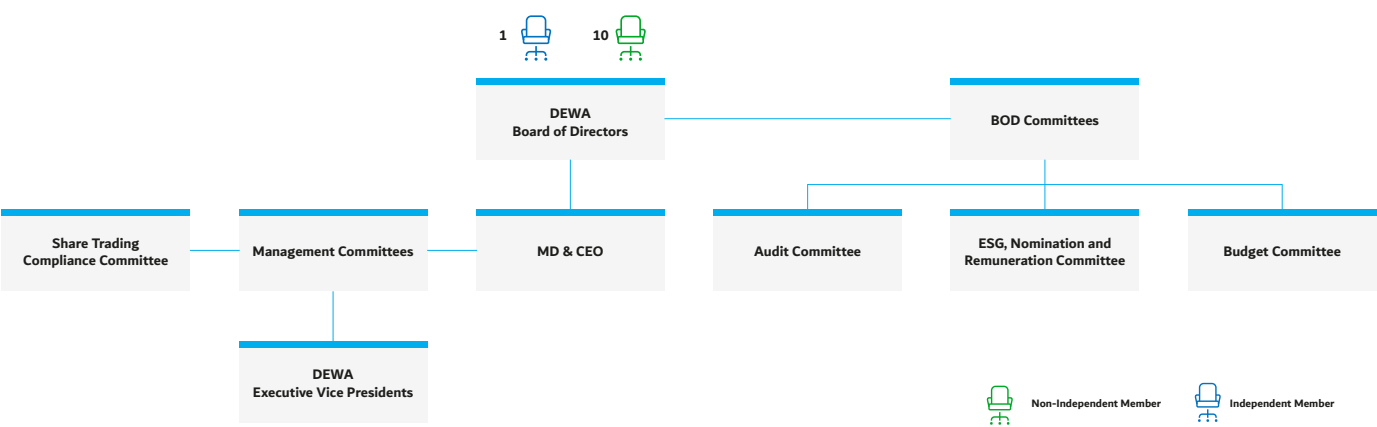 1
10
DEWA
Board of Directors
BOD Committees
Share Trading
Compliance Committee
Management Committees
MD & CEO
Audit Committee
ESG, Nomination and
Remuneration Committee
Budget Committee
DEWA
Executive Vice Presidents
Non-Independent Member
Independent Member